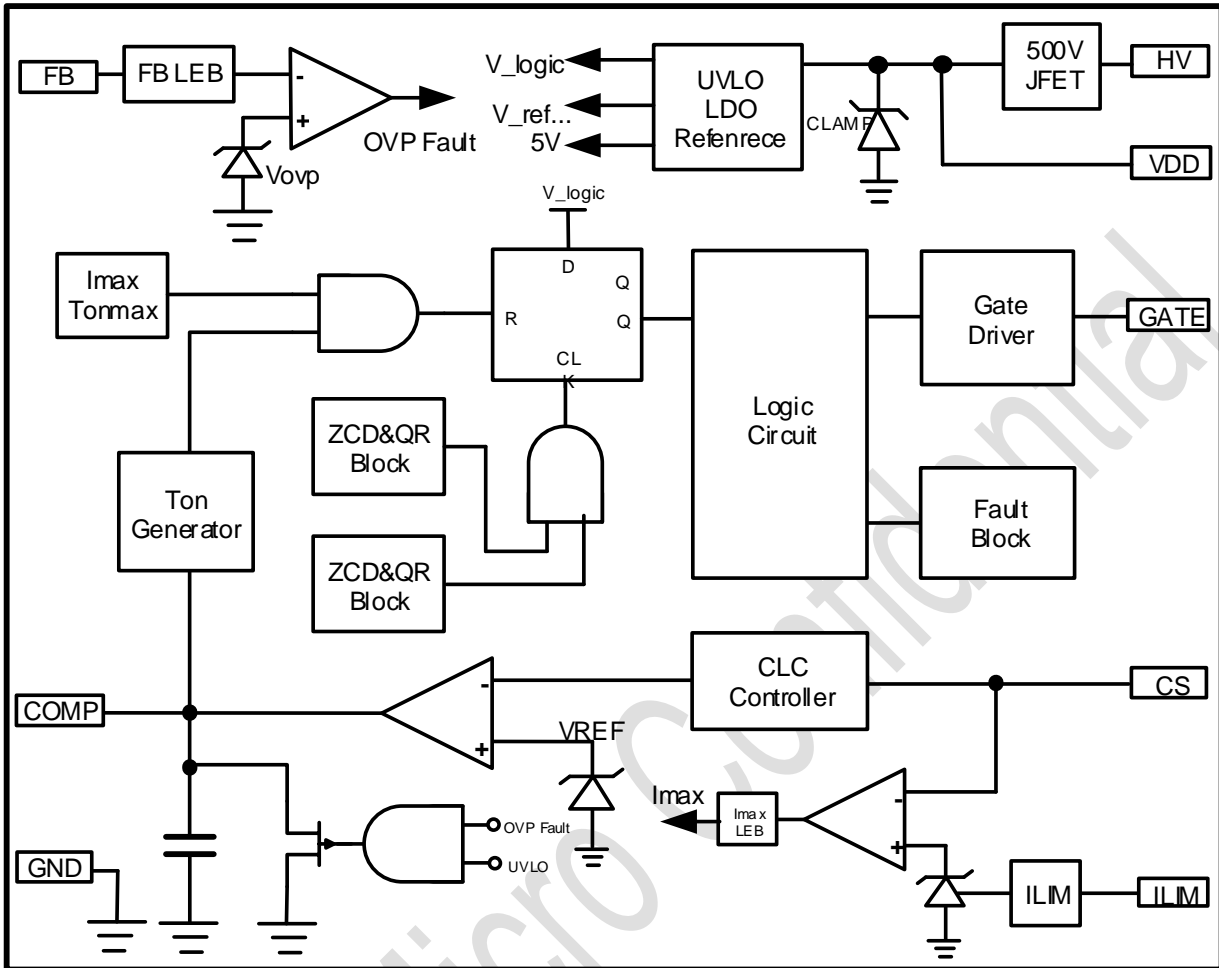 FB
FB LEB
-
+
OVP Fault
Vovp
V_logic
V_ref...
5V
UVLO
LDO
Refenrece
CLAMP
500V
JFET
HV
VDD
V_logic
Imax
Tonmax
D
Q
R
Q
CL
K
Logic
Circuit
Gate
Driver
GATE
ZCD&QR
Block
Ton
Generator
ZCD&QR
Block
Fault
Block
CLC
Controller
CS
COMP
-
+
VREF
Imax
Imax
LEB
-
+
OVP Fault
UVLO
GND
ILIM
ILIM
Micro Confidential